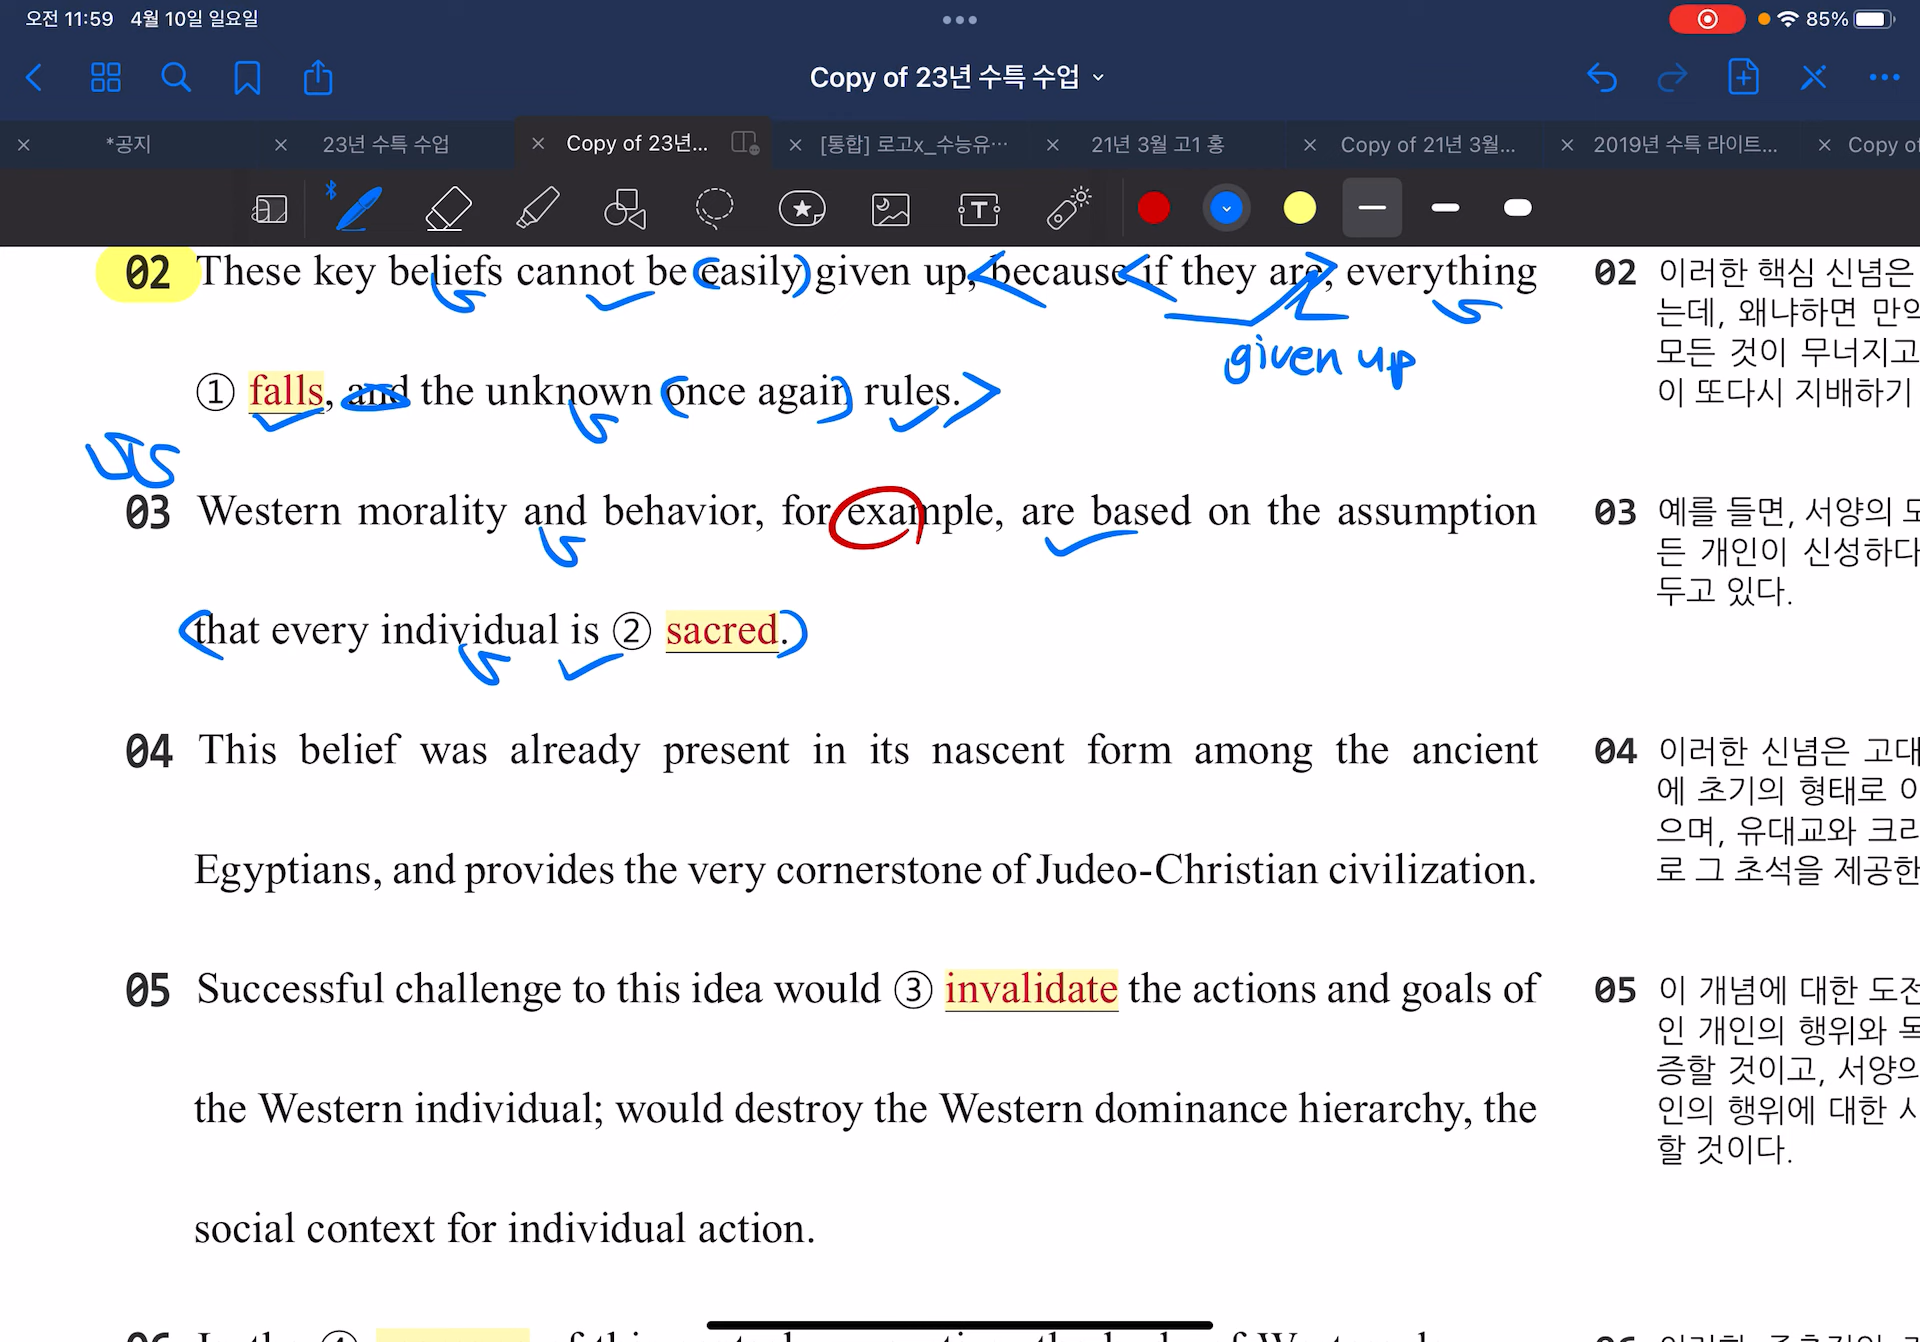 오전 11:59 4월 10일 일요일
85%
Copy of 23년 수특 수업
*공지
23년 수특 수업
Copy of 23년...
[통합] 로고x_수능유…
21년 3월 고1 홍
Copy of 21년 3월...
2019년 수특 라이트...
Copy of
02 These key beliefs cannot be easily given up, because if they are, everything
given up
① falls, and the unknown once again rules.
03 Western morality and behavior, for example, are based on the assumption
that every individual is ② sacred.
04 This belief was already present in its nascent form among the ancient
Egyptians, and provides the very cornerstone of Judeo-Christian civilization.
05 Successful challenge to this idea would ③ invalidate the actions and goals of
the Western individual; would destroy the Western dominance hierarchy, the
social context for individual action.
02 이러한 핵심 신념은
는데, 왜냐하면 만약
모든 것이 무너지고
이 또다시 지배하기
03 예를 들면, 서양의 도
든 개인이 신성하다
두고 있다.
04 이러한 신념은 고대
에 초기의 형태로 이
으며, 유대교와 크리
로 그 초석을 제공한
05 이 개념에 대한 도전
인 개인의 행위와 목
증할 것이고, 서양의
인의 행위에 대한 사
할 것이다.